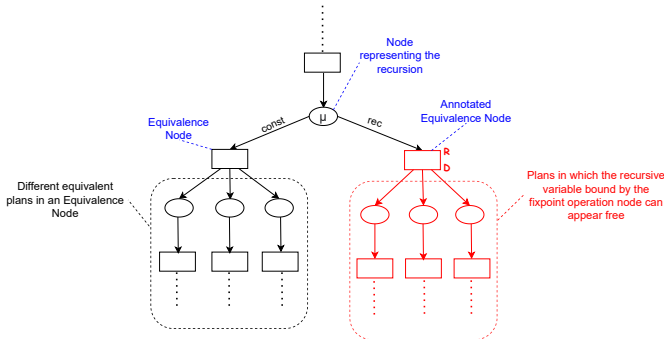 Node
representing the
recursion
μ
const
rec
Equivalence
Node
Annotated
Equivalence Node
R
D
Different equivalent
plans in an Equivalence
Node
Plans in which the recursive
variable bound by the
fixpoint operation node can
appear free